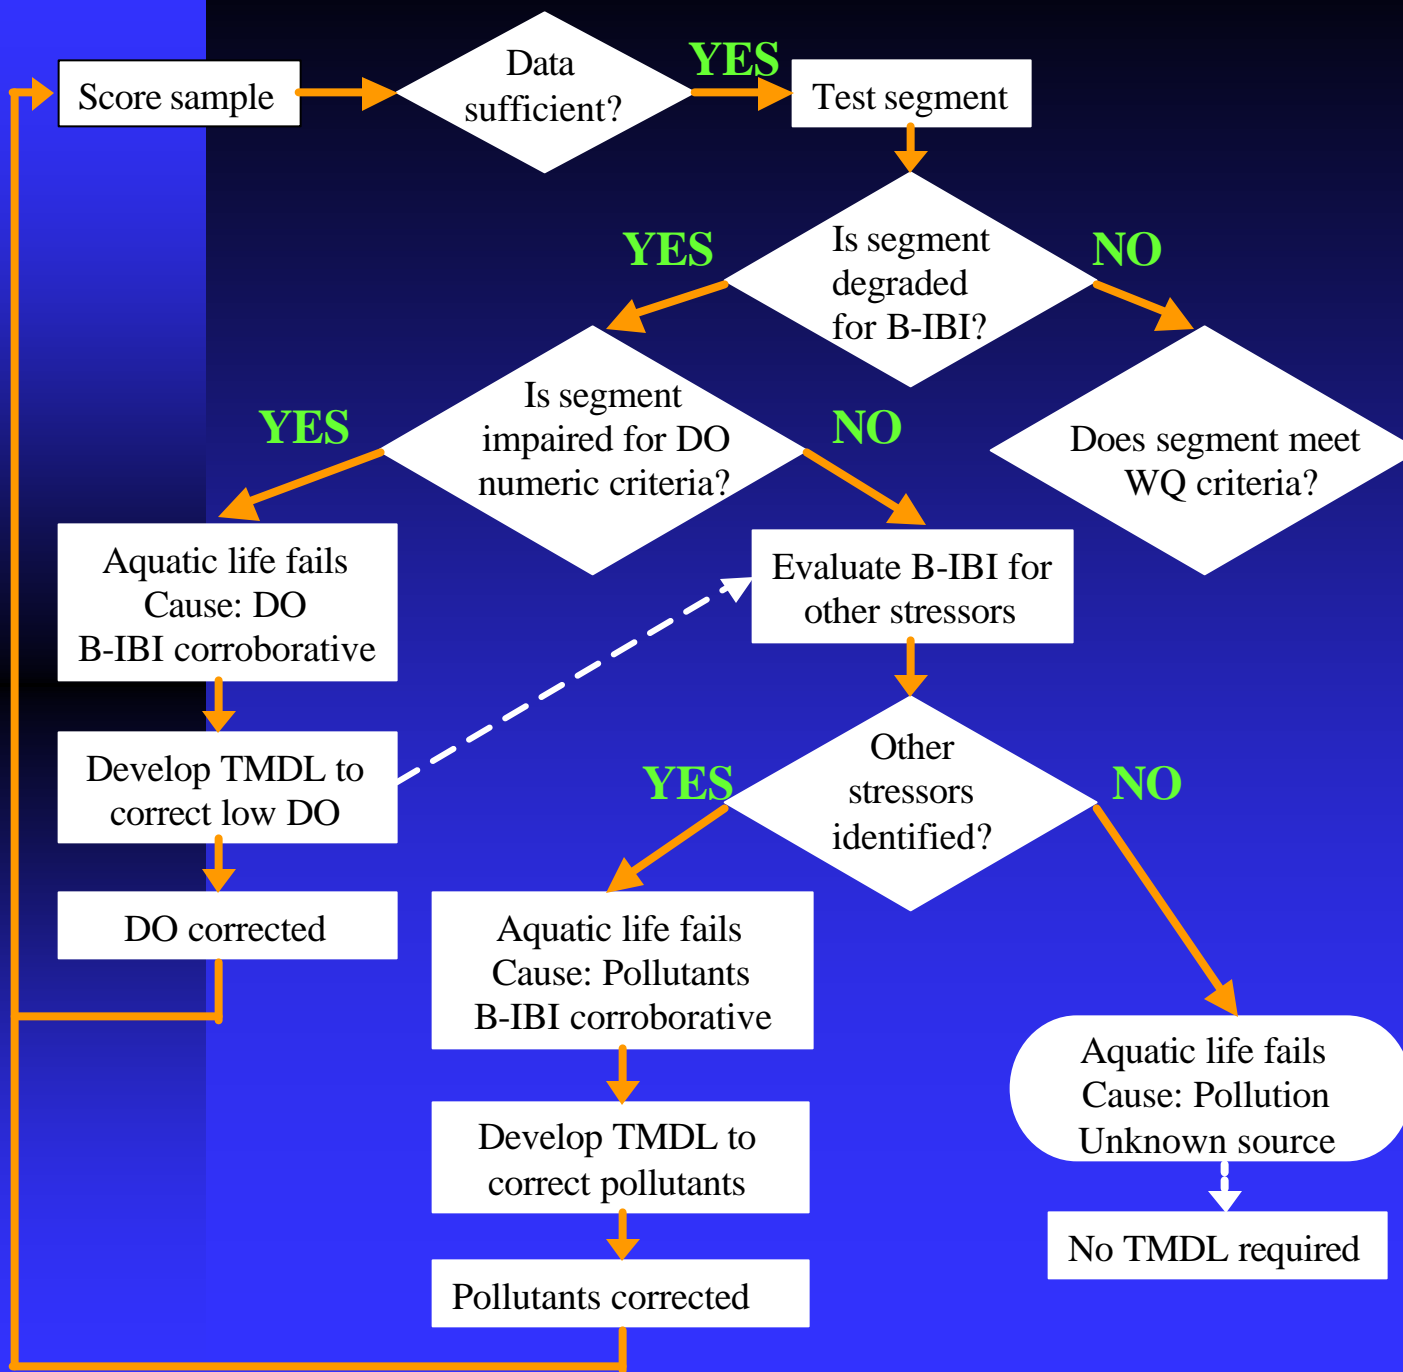 Score sample
Data
sufficient?
YES
Test segment
Is segment
degraded
for B-IBI?
YES
NO
Is segment
impaired for DO
numeric criteria?
YES
NO
Does segment meet
WQ criteria?
Aquatic life fails
Cause: DO
B-IBI corroborative
Evaluate B-IBI for
other stressors
Develop TMDL to
correct low DO
Other
stressors
identified?
YES
NO
DO corrected
Aquatic life fails
Cause: Pollutants
B-IBI corroborative
Aquatic life fails
Cause: Pollution
Unknown source
Develop TMDL to
correct pollutants
No TMDL required
Pollutants corrected